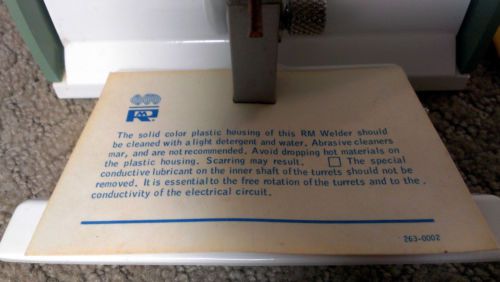 RM
The solid color plastic housing of this RM Welder should
be cleaned with a light detergent and water. Abrasive cleaners
mar, and are not recommended. Avoid dropping hot materials on
the plastic housing. Scarring may result. ☐ The special
conductive lubricant on the inner shaft of the turrets should not be
removed. It is essential to the free rotation of the turrets and to the
conductivity of the electrical circuit.
263-0002